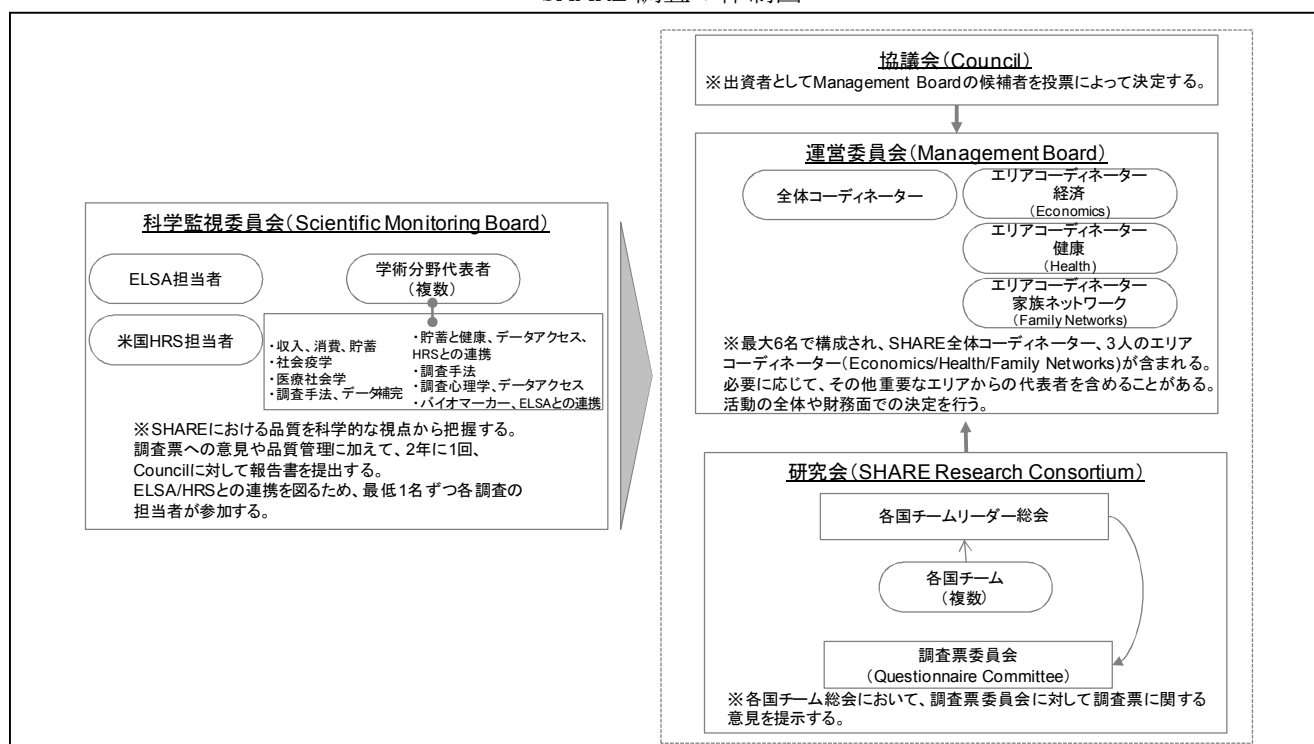 科学監視委員会(Scientific Monitoring Board)
ELSA担当者
学術分野代表者
(複数)
米国HRS担当者
・収入、消費、貯蓄
・社会疫学
・医療社会学
・調査手法、データ補完
・貯蓄と健康、データアクセス、
HRSとの連携
・調査手法
・調査心理学、データアクセス
・バイオマーカー、ELSAとの連携
※SHAREにおける品質を科学的な視点から把握する。
調査票への意見や品質管理に加えて、2年に1回、
Councilに対して報告書を提出する。
ELSA/HRSとの連携を図るため、最低1名ずつ各調査の
担当者が参加する。
協議会(Council)
※出資者としてManagement Boardの候補者を投票によって決定する。
運営委員会(Management Board)
全体コーディネーター
エリアコーディネーター
経済
(Economics)
エリアコーディネーター
健康
(Health)
エリアコーディネーター
家族ネットワーク
(Family Networks)
※最大6名で構成され、SHARE全体コーディネーター、3人のエリア
コーディネーター(Economics/Health/Family Networks)が含まれる。
必要に応じて、その他重要なエリアからの代表者を含めることがある。
活動の全体や財務面での決定を行う。
研究会(SHARE Research Consortium)
各国チームリーダー総会
各国チーム
(複数)
調査票委員会
(Questionnaire Committee)
※各国チーム総会において、調査票委員会に対して調査票に関する
意見を提示する。